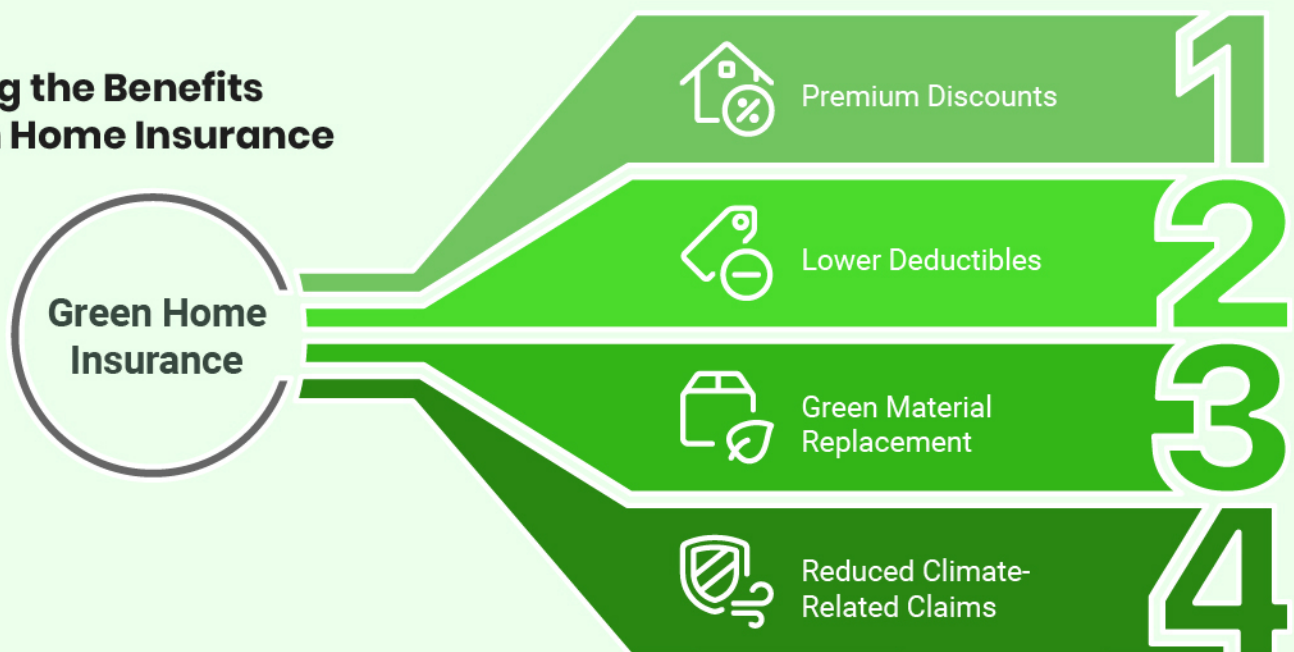 g the Benefits
Home Insurance
Green Home
Insurance
Premium Discounts
1
Lower Deductibles
2
Green Material
Replacement
3
Reduced Climate-
Related Claims
4